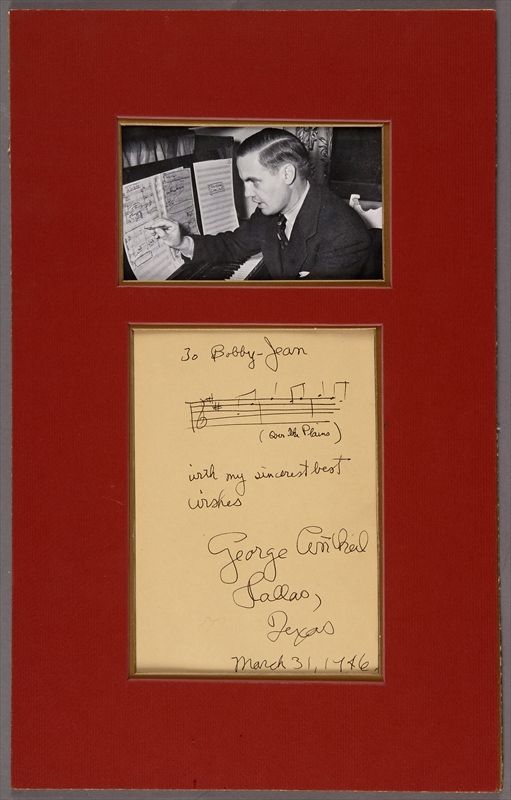 To Bobby-Jean
(Over the Plains)
with my sincerest best
wishes
George Antheil
Dallas,
Texas
March 31, 1946.